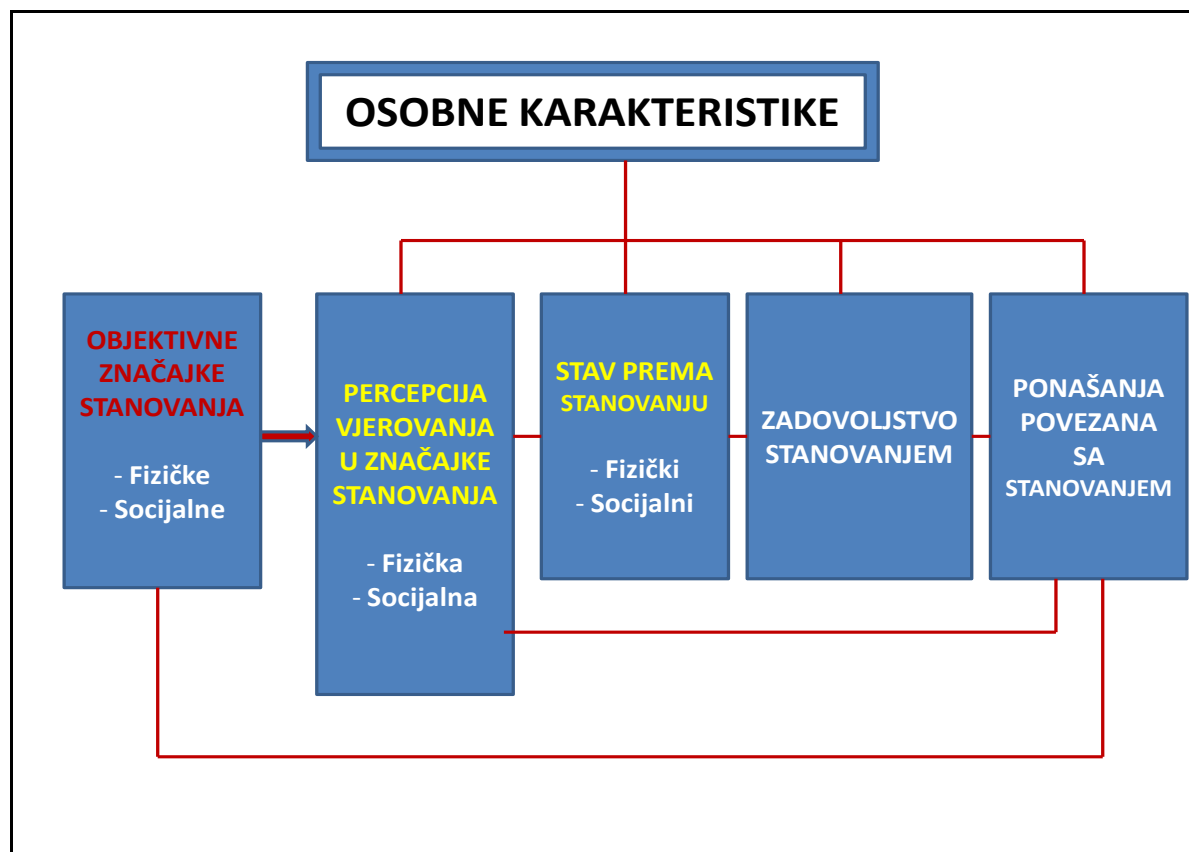 OSOBNE KARAKTERISTIKE
OBJEKTIVNE
ZNAČAJKE
STANOVANJA
- Fizičke
- Socijalne
PERCEPCIJA
VJEROVANJA
U ZNAČAJKE
STANOVANJA
- Fizička
- Socijalna
STAV PREMA
STANOVANJU
- Fizički
- Socijalni
ZADOVOLJSTVO
STANOVANJEM
PONAŠANJA
POVEZANA
SA
STANOVANJEM